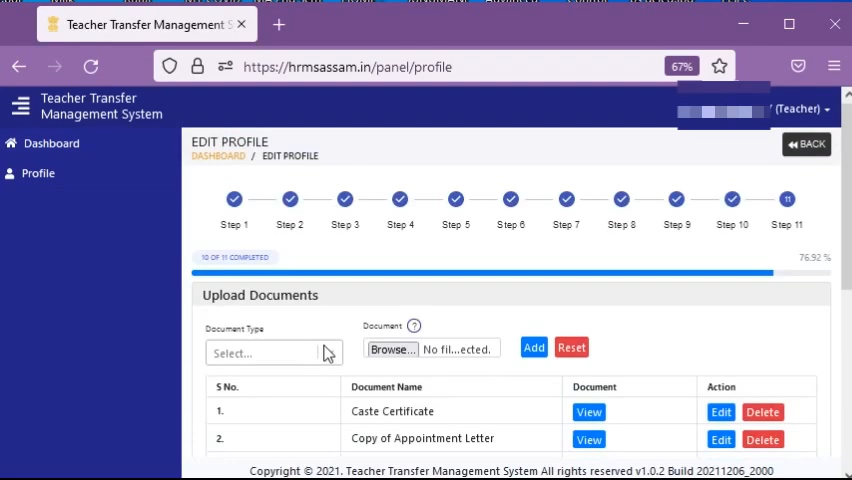 Teacher Transfer Management S
https://hrmsassam.in/panel/profile
67%
Teacher Transfer
Management System
(Teacher)
Dashboard
Profile
EDIT PROFILE
DASHBOARD / EDIT PROFILE
BACK
11
Step 1 Step 2 Step 3 Step 4 Step 5 Step 6 Step 7 Step 8 Step 9 Step 10 Step 11
10 OF 11 COMPLETED 76.92 %
Upload Documents
Document Type Document ?
Select... Browse... No fil...ected. Add Reset
S No. Document Name Document Action
1. Caste Certificate View Edit Delete
2. Copy of Appointment Letter View Edit Delete
Copyright © 2021. Teacher Transfer Management System All rights reserved v1.0.2 Build 20211206_2000